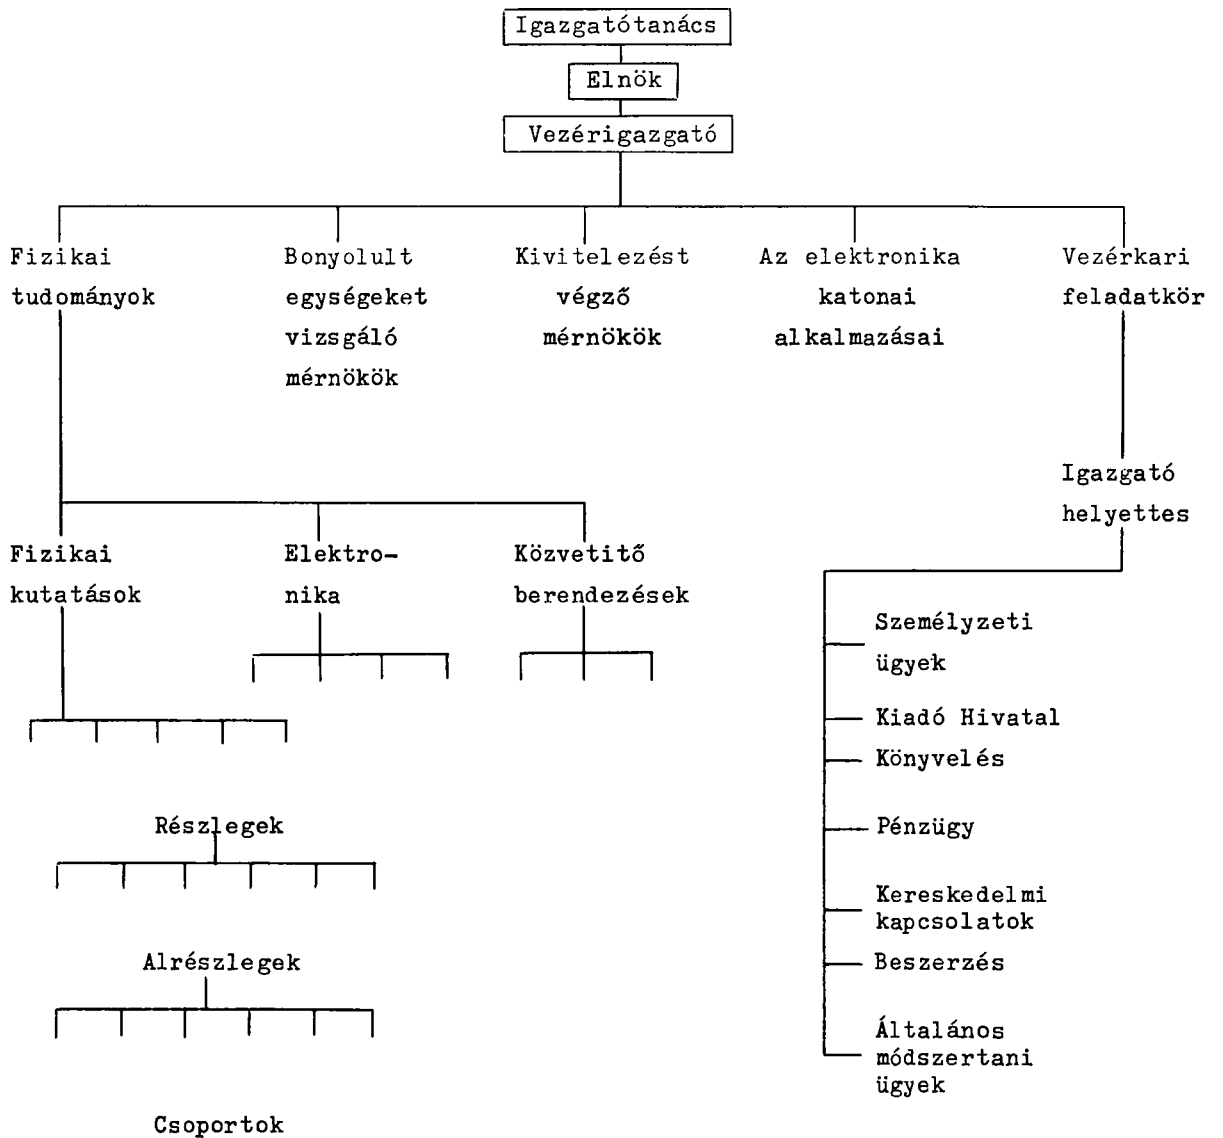 Igazgatótanács
Elnök
Vezérigazgató
Fizikai
tudományok
Bonyolult
egységeket
vizsgáló
mérnökök
Kivitelezést
végző
mérnökök
Az elektronika
katonai
alkalmazásai
Vezérkari
feladatkör
Igazgató
helyettes
Fizikai
kutatások
Elektro-
nika
Közvetitő
berendezések
Személyzeti
ügyek
Kiadó Hivatal
Könyvelés
Pénzügy
Kereskedelmi
kapcsolatok
Beszerzés
Általános
módszertani
ügyek
Részlegek
Alrészlegek
Csoportok